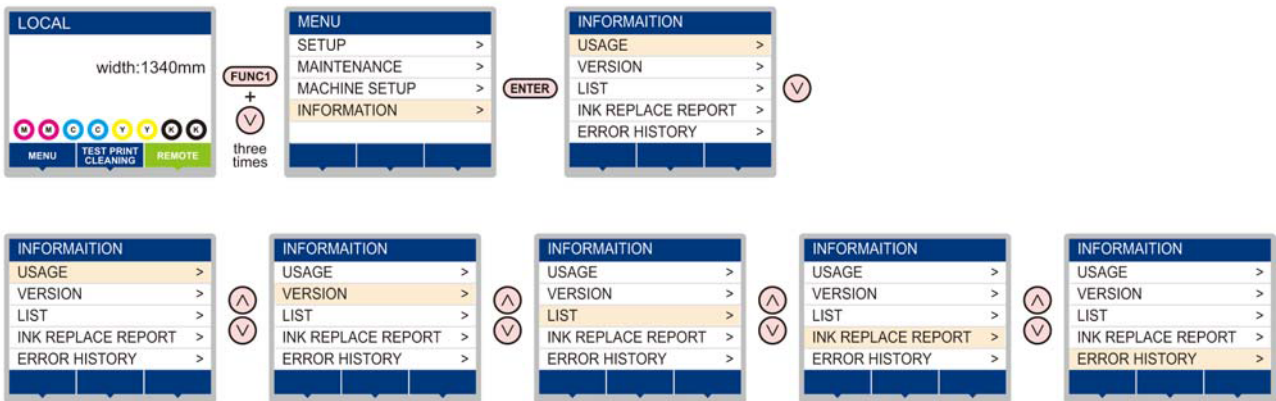 LOCAL
width:1340mm
M M C C Y Y K K
MENU TEST PRINT CLEANING REMOTE
FUNC1
+
three
times
MENU
SETUP >
MAINTENANCE >
MACHINE SETUP >
INFORMATION >
ENTER
INFORMAITION
USAGE >
VERSION >
LIST >
INK REPLACE REPORT >
ERROR HISTORY >
INFORMAITION
USAGE >
VERSION >
LIST >
INK REPLACE REPORT >
ERROR HISTORY >
INFORMAITION
USAGE >
VERSION >
LIST >
INK REPLACE REPORT >
ERROR HISTORY >
INFORMAITION
USAGE >
VERSION >
LIST >
INK REPLACE REPORT >
ERROR HISTORY >
INFORMAITION
USAGE >
VERSION >
LIST >
INK REPLACE REPORT >
ERROR HISTORY >
INFORMAITION
USAGE >
VERSION >
LIST >
INK REPLACE REPORT >
ERROR HISTORY >